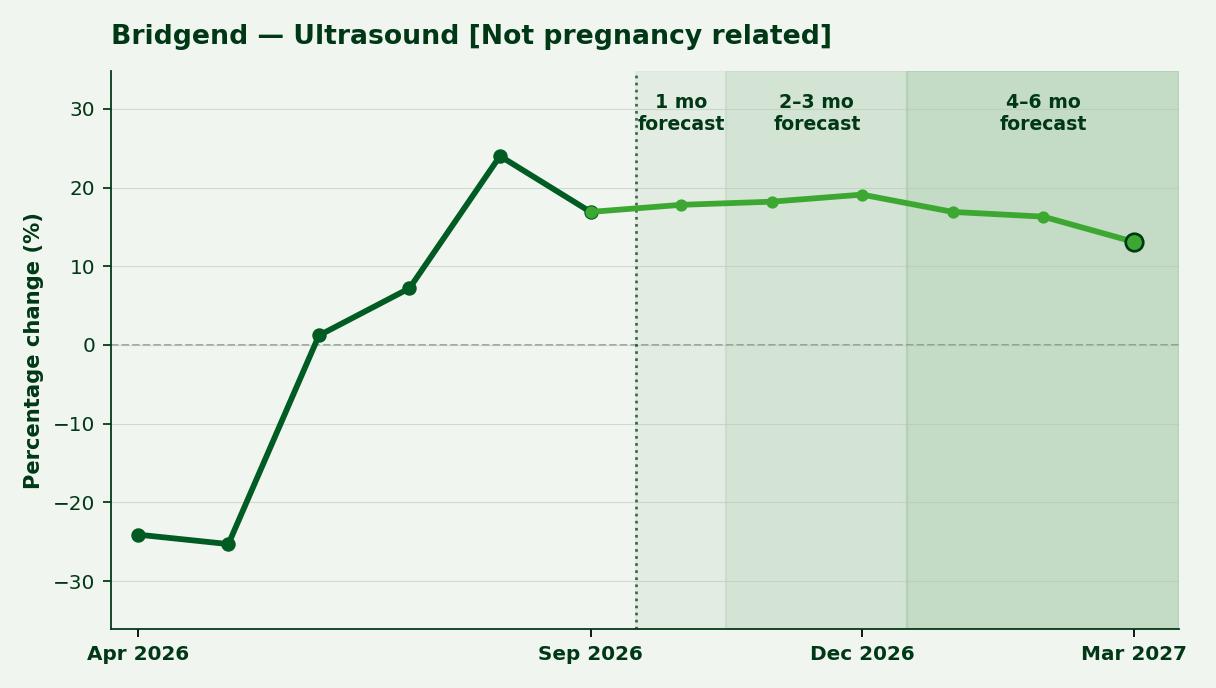 Bridgend — Ultrasound [Not pregnancy related]
1 mo
forecast
2–3 mo
forecast
4–6 mo
forecast
Percentage change (%)
30
20
10
0
−10
−20
−30
Apr 2026
Sep 2026
Dec 2026
Mar 2027